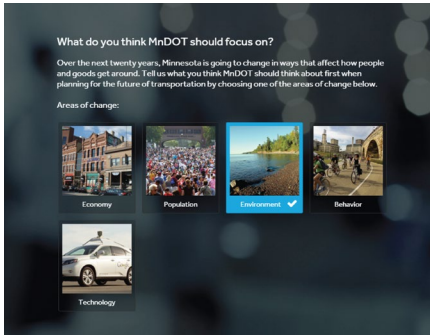 What do you think MnDOT should focus on?
Over the next twenty years, Minnesota is going to change in ways that affect how people
and goods get around. Tell us what you think MnDOT should think about first when
planning for the future of transportation by choosing one of the areas of change below.
Areas of change:
Economy
Population
Environment
Behavior
Technology